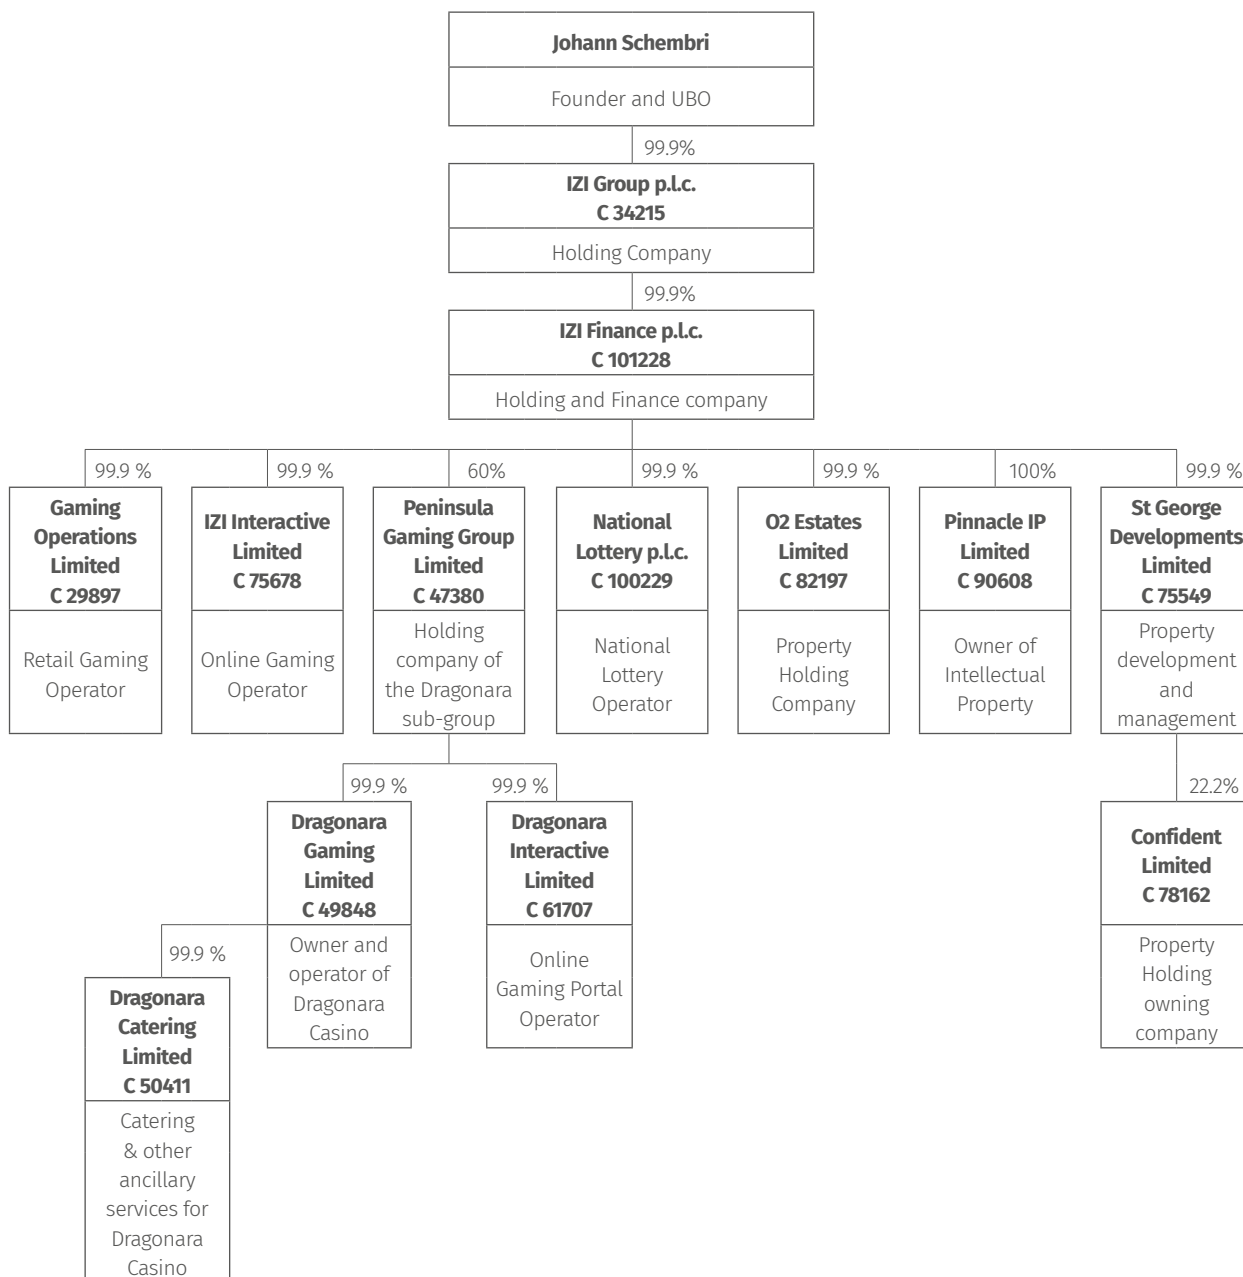 Johann Schembri
Founder and UBO
99.9%
IZI Group p.l.c.
C 34215
Holding Company
99.9%
IZI Finance p.l.c.
C 101228
Holding and Finance company
99.9 %
Gaming
Operations
Limited
C 29897
Retail Gaming
Operator
99.9 %
IZI Interactive
Limited
C 75678
Online Gaming
Operator
60%
Peninsula
Gaming Group
Limited
C 47380
Holding
company of
the Dragonara
sub-group
99.9 %
National
Lottery p.l.c.
C 100229
National
Lottery
Operator
99.9 %
O2 Estates
Limited
C 82197
Property
Holding
Company
100%
Pinnacle IP
Limited
C 90608
Owner of
Intellectual
Property
99.9 %
St George
Developments
Limited
C 75549
Property
development
and
management
99.9 %
Dragonara
Gaming
Limited
C 49848
Owner and
operator of
Dragonara
Casino
99.9 %
Dragonara
Interactive
Limited
C 61707
Online
Gaming Portal
Operator
22.2%
Confident
Limited
C 78162
Property
Holding
owning
company
99.9 %
Dragonara
Catering
Limited
C 50411
Catering
& other
ancillary
services for
Dragonara
Casino